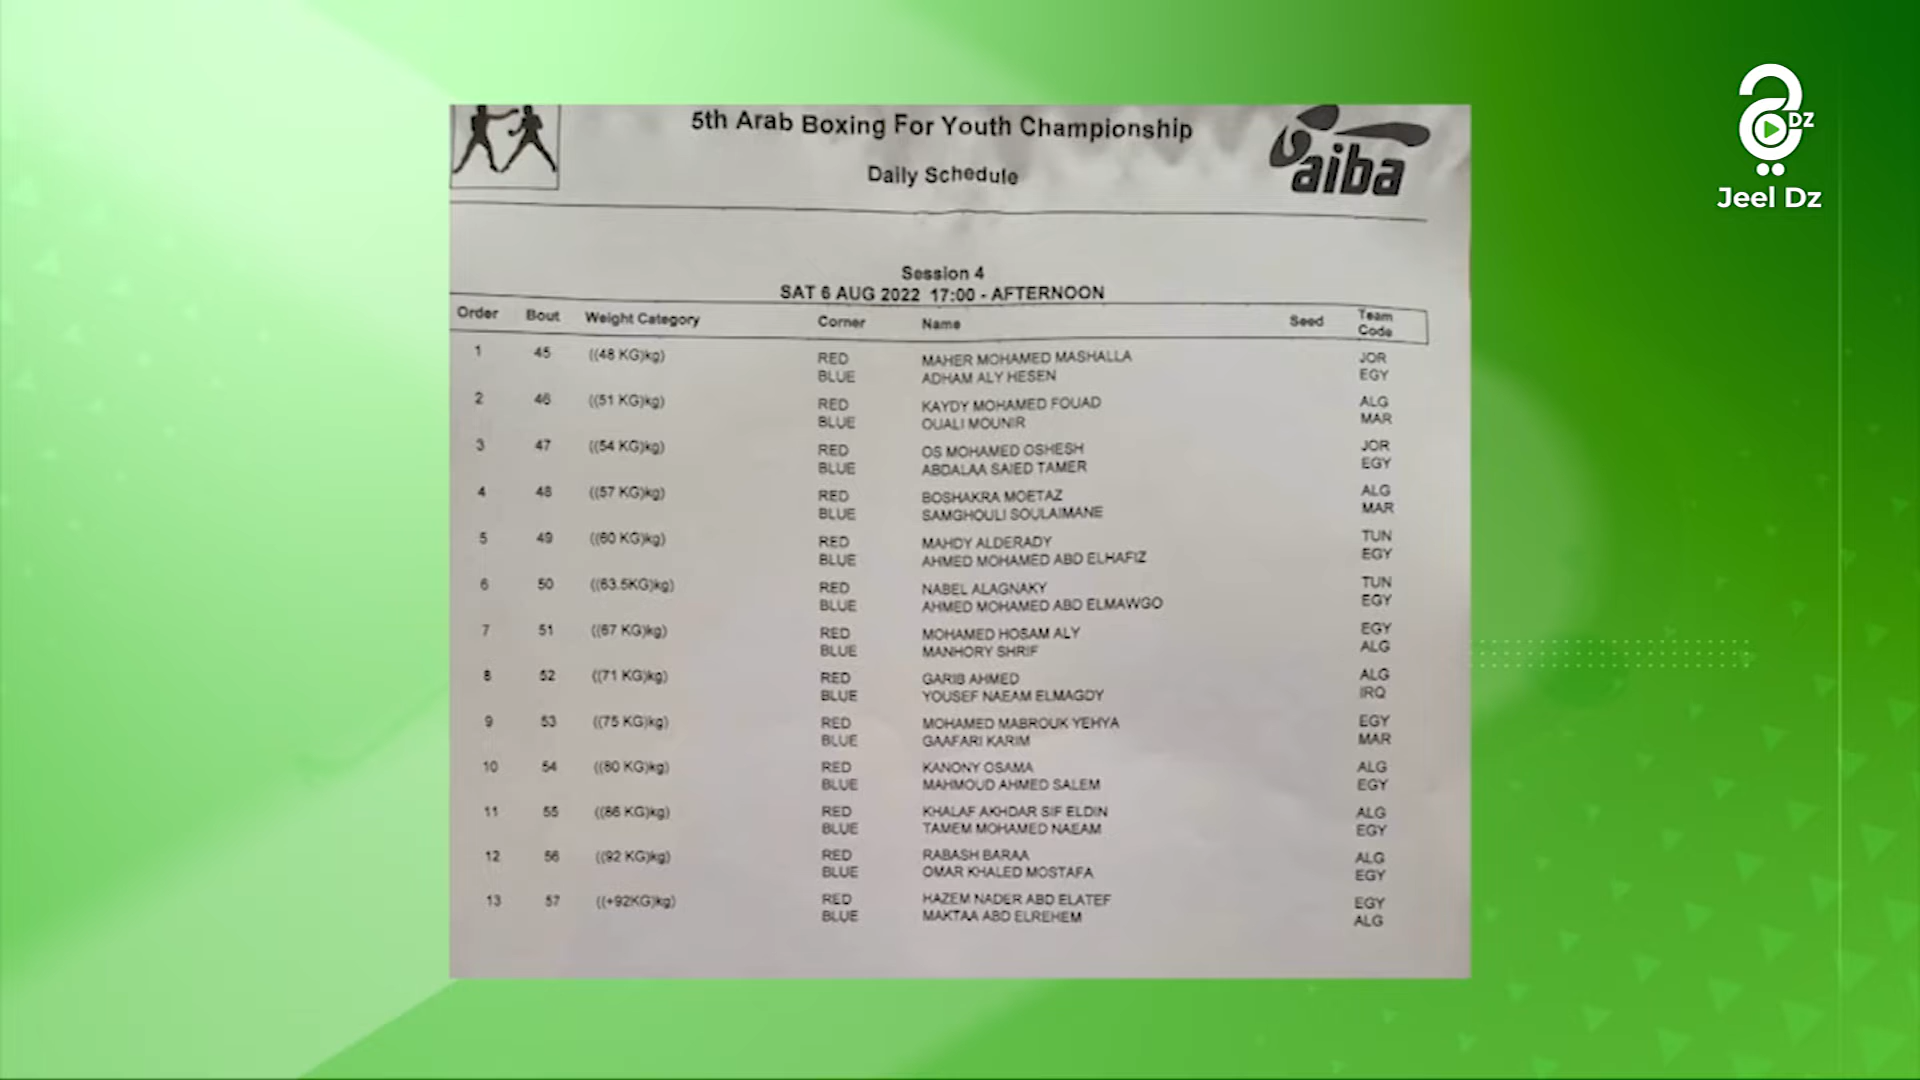 5th Arab Boxing For Youth Championship
Daily Schedule
aiba
DZ
Jeel Dz
Session 4
SAT 6 AUG 2022 17:00 - AFTERNOON
Order Bout Weight Category Corner Name Seed Team Code
1 45 ((48 KG)kg) RED MAHER MOHAMED MASHALLA JOR
BLUE ADHAM ALY HESEN EGY
2 46 ((51 KG)kg) RED KAYDY MOHAMED FOUAD ALG
BLUE OUALI MOUNIR MAR
3 47 ((54 KG)kg) RED OS MOHAMED OSHESH JOR
BLUE ABDALAA SAIED TAMER EGY
4 48 ((57 KG)kg) RED BOSHAKRA MOETAZ ALG
BLUE SAMGHOULI SOULAIMANE MAR
5 49 ((60 KG)kg) RED MAHDY ALDERADY TUN
BLUE AHMED MOHAMED ABD ELHAFIZ EGY
6 50 ((63.5KG)kg) RED NABEL ALAGNAKY TUN
BLUE AHMED MOHAMED ABD ELMAWGO EGY
7 51 ((67 KG)kg) RED MOHAMED HOSAM ALY EGY
BLUE MANHORY SHRIF ALG
8 52 ((71 KG)kg) RED GARIB AHMED ALG
BLUE YOUSEF NAEAM ELMAGDY IRQ
9 53 ((75 KG)kg) RED MOHAMED MABROUK YEHYA EGY
BLUE GAAFARI KARIM MAR
10 54 ((80 KG)kg) RED KANONY OSAMA ALG
BLUE MAHMOUD AHMED SALEM EGY
11 55 ((86 KG)kg) RED KHALAF AKHDAR SIF ELDIN ALG
BLUE TAMEM MOHAMED NAEAM EGY
12 56 ((92 KG)kg) RED RABASH BARAA ALG
BLUE OMAR KHALED MOSTAFA EGY
13 57 ((+92KG)kg) RED HAZEM NADER ABD ELATEF EGY
BLUE MAKTAA ABD ELREHEM ALG